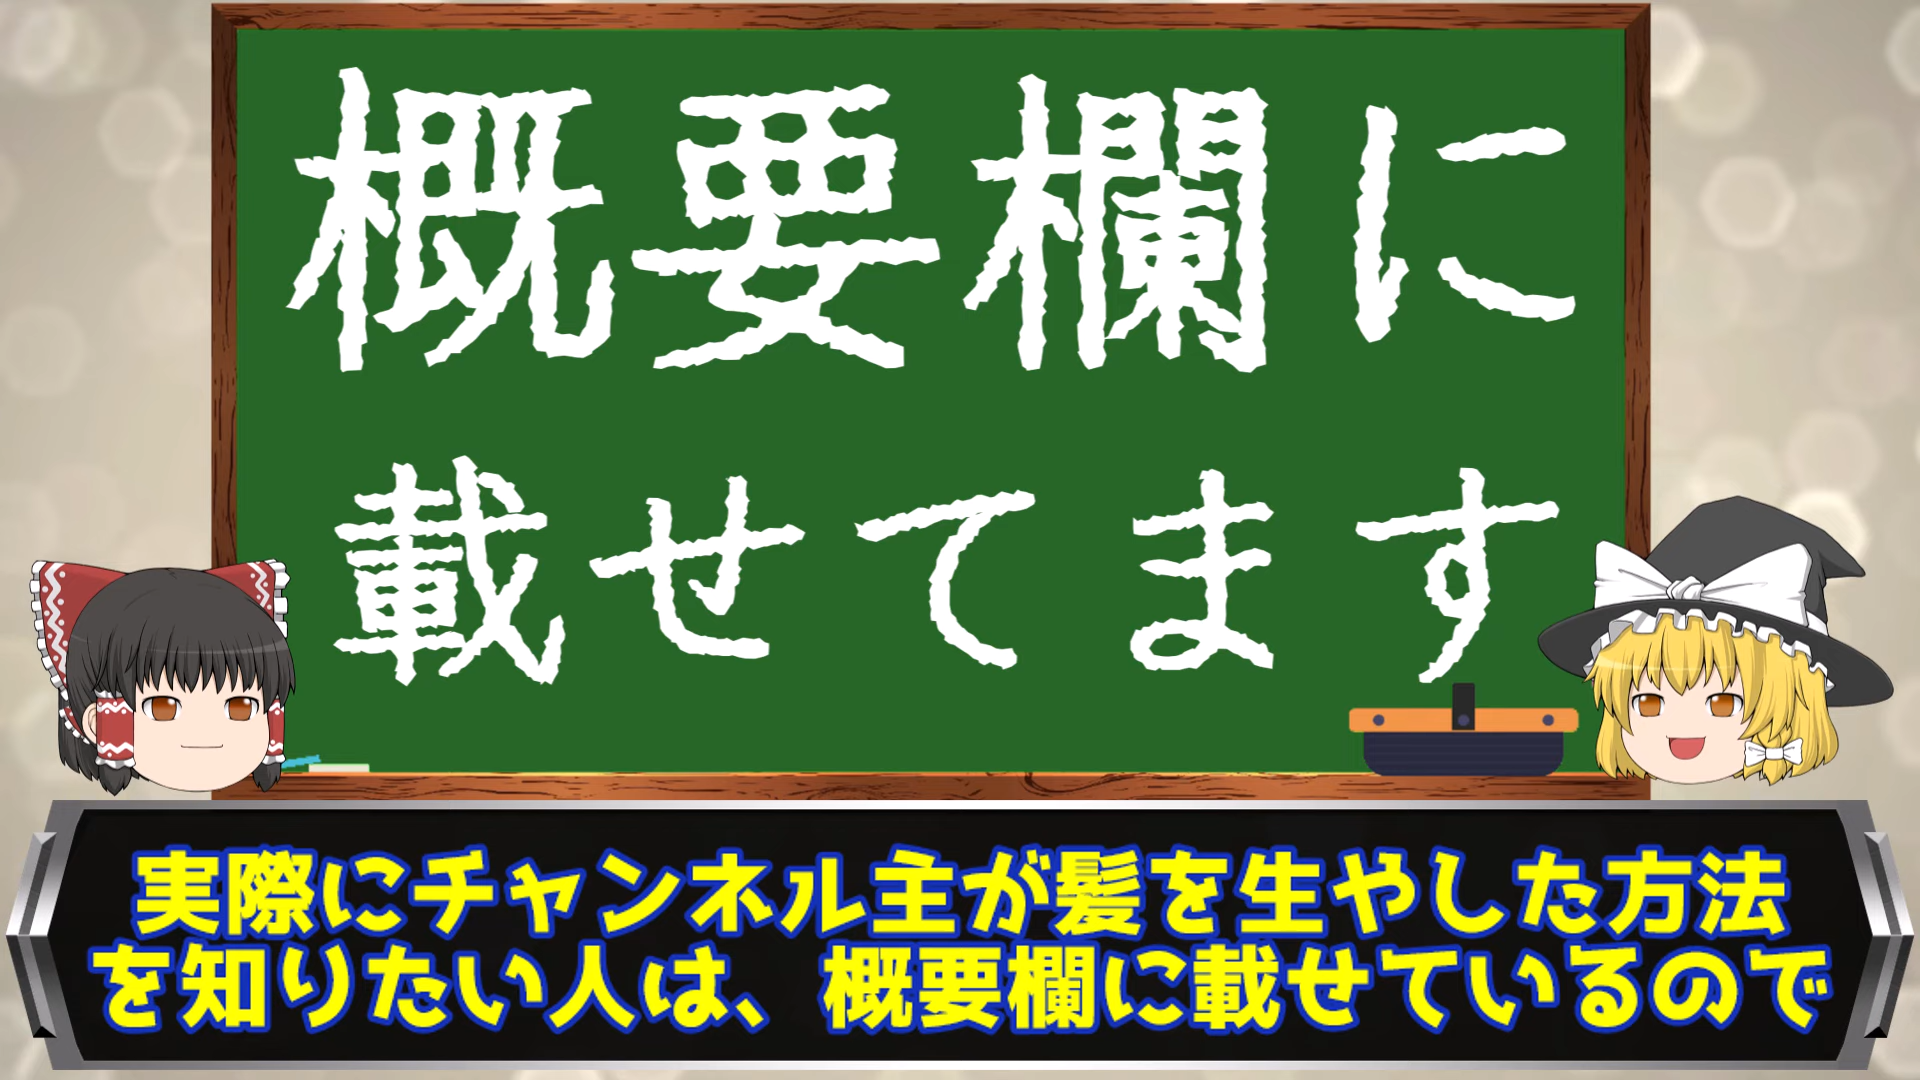 概要欄に
載せてます
実際にチャンネル主が髪を生やした方法
を知りたい人は、概要欄に載せているので